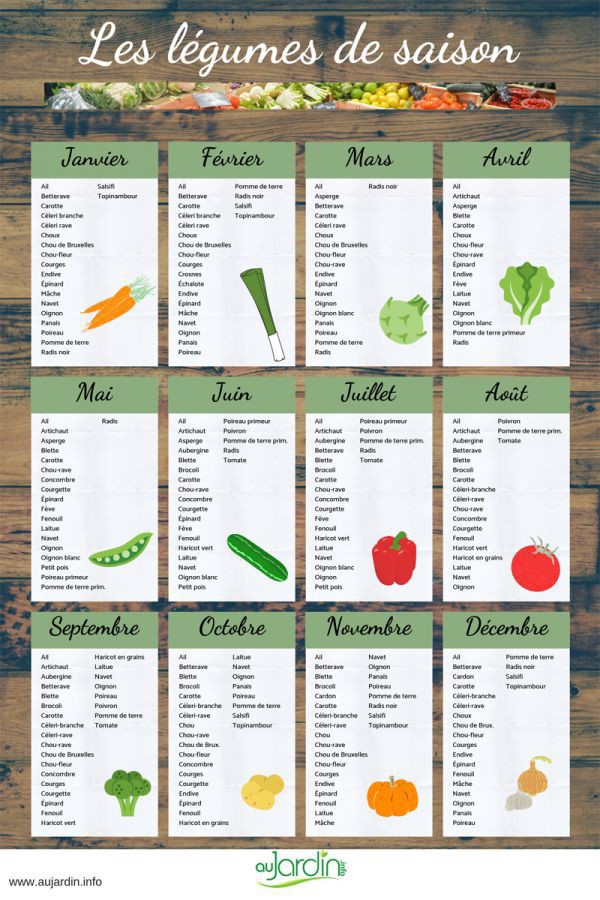 Les légumes de saison
Janvier
Ail
Betterave
Carotte
Céleri branche
Céleri rave
Choux
Chou de Bruxelles
Chou-fleur
Courges
Endive
Épinard
Mâche
Navet
Oignon
Panais
Poireau
Pomme de terre
Radis noir
Salsifi
Topinambour
Février
Ail
Betterave
Carotte
Céleri branche
Céleri rave
Choux
Chou de Bruxelles
Chou-fleur
Courges
Crosnes
Échalote
Endive
Épinard
Mâche
Navet
Oignon
Panais
Poireau
Pomme de terre
Radis noir
Salsifi
Topinambour
Mars
Ail
Asperge
Betterave
Carotte
Céleri branche
Céleri rave
Choux
Chou de Bruxelles
Chou-fleur
Chou-rave
Endive
Épinard
Mâche
Navet
Oignon
Panais
Poireau
Radis
Radis noir
Avril
Ail
Artichaut
Asperge
Blette
Carotte
Choux
Chou-fleur
Chou-rave
Épinard
Endive
Fève
Laitue
Navet
Oignon
Oignon blanc
Pomme de terre primeur
Radis
Mai
Ail
Artichaut
Asperge
Blette
Carotte
Chou-rave
Concombre
Courgette
Épinard
Fève
Fenouil
Laitue
Navet
Oignon
Oignon blanc
Petit pois
Poireau primeur
Pomme de terre prim.
Radis
Juin
Ail
Artichaut
Asperge
Aubergine
Blette
Brocoli
Carotte
Chou-rave
Concombre
Courgette
Épinard
Fève
Fenouil
Haricot vert
Laitue
Navet
Oignon blanc
Petit pois
Poireau primeur
Poivron
Pomme de terre prim.
Radis
Tomate
Juillet
Ail
Artichaut
Aubergine
Betterave
Blette
Brocoli
Carotte
Chou-rave
Concombre
Courgette
Fève
Fenouil
Haricot vert
Laitue
Navet
Oignon
Oignon blanc
Petit pois
Poireau primeur
Poivron
Pomme de terre prim.
Radis
Tomate
Août
Ail
Artichaut
Aubergine
Betterave
Blette
Brocoli
Carotte
Céleri-branche
Céleri-rave
Chou-rave
Concombre
Courgette
Fenouil
Haricot vert
Haricot en grains
Laitue
Navet
Oignon
Poivron
Pomme de terre prim.
Tomate
Septembre
Ail
Artichaut
Aubergine
Betterave
Blette
Brocoli
Carotte
Céleri-branche
Céleri-rave
Chou
Chou-rave
Chou de Bruxelles
Chou-fleur
Concombre
Courges
Courgette
Épinard
Fenouil
Haricot vert
Haricot en grains
Laitue
Navet
Oignon
Poireau
Poivron
Pomme de terre
Tomate
Octobre
Ail
Betterave
Blette
Brocoli
Carotte
Céleri-branche
Céleri-rave
Chou
Chou-rave
Chou de Brux.
Chou-fleur
Concombre
Courges
Courgette
Endive
Épinard
Fenouil
Haricot en grains
Laitue
Navet
Oignon
Panais
Poireau
Pomme de terre
Radis noir
Salsifi
Topinambour
Novembre
Ail
Betterave
Blette
Brocoli
Cardon
Carotte
Céleri-branche
Céleri-rave
Chou
Chou-rave
Chou de Bruxelles
Chou-fleur
Courges
Endive
Épinard
Fenouil
Laitue
Mâche
Navet
Oignon
Panais
Poireau
Pomme de terre
Radis noir
Salsifi
Topinambour
Décembre
Ail
Betterave
Cardon
Carotte
Céleri-branche
Céleri-rave
Choux
Chou de Brux.
Chou-fleur
Courges
Endive
Épinard
Fenouil
Mâche
Navet
Oignon
Panais
Poireau
Pomme de terre
Radis noir
Salsifi
Topinambour
auJardin.info
www.aujardin.info